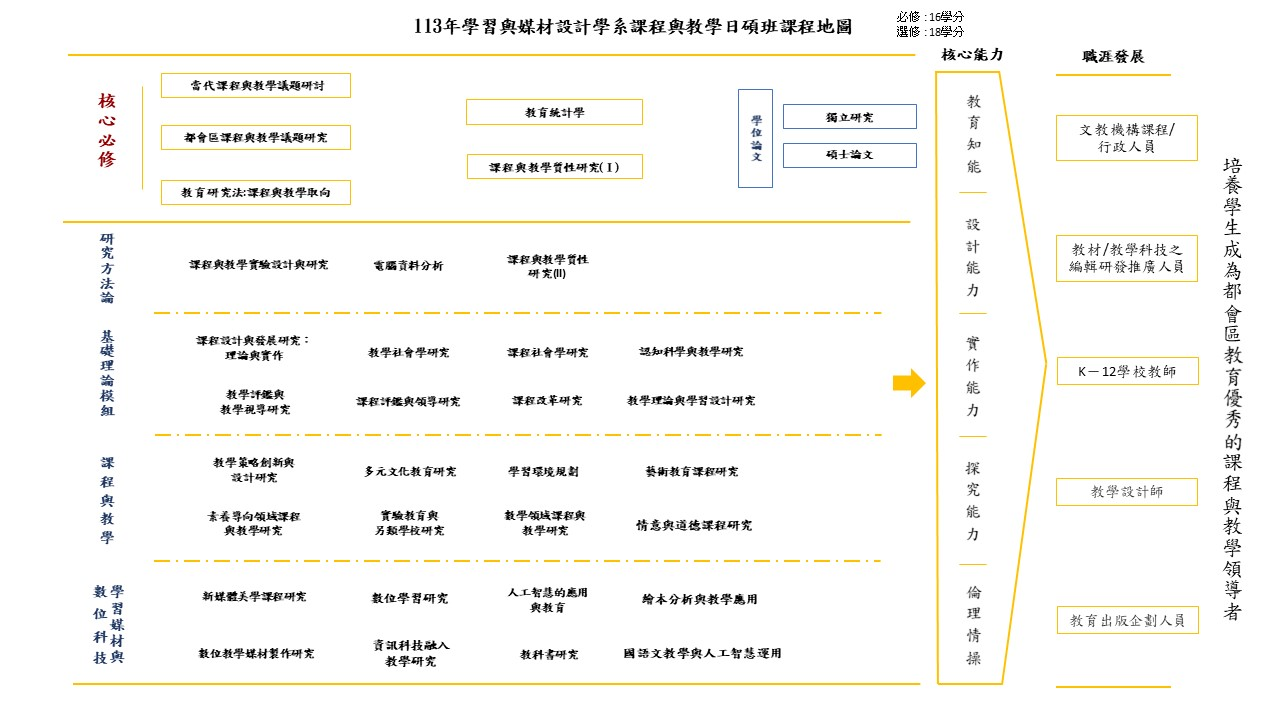 113年學習與媒材設計學系課程與教學日碩班課程地圖
必修 : 16學分
選修 : 18學分
核心能力
職涯發展
核心必修
當代課程與教學議題研討
都會區課程與教學議題研究
教育研究法:課程與教學取向
教育統計學
課程與教學質性研究(Ⅰ)
學位論文
獨立研究
碩士論文
研究方法論
課程與教學實驗設計與研究
電腦資料分析
課程與教學質性
研究(II)
基礎理論模組
課程設計與發展研究：
理論與實作
教學社會學研究
課程社會學研究
認知科學與教學研究
教學評鑑與
教學視導研究
課程評鑑與領導研究
課程改革研究
教學理論與學習設計研究
課程與教學
教學策略創新與
設計研究
多元文化教育研究
學習環境規劃
藝術教育課程研究
素養導向領域課程
與教學研究
實驗教育與
另類學校研究
數學領域課程與
教學研究
情意與道德課程研究
學習媒材與
數位科技
新媒體美學課程研究
數位學習研究
人工智慧的應用
與教育
繪本分析與教學應用
數位教學媒材製作研究
資訊科技融入
教學研究
教科書研究
國語文教學與人工智慧運用
教育知能
設計能力
實作能力
探究能力
倫理情操
文教機構課程/
行政人員
教材/教學科技之
編輯研發推廣人員
K－12學校教師
教學設計師
教育出版企劃人員
培養學生成為都會區教育優秀的課程與教學領導者